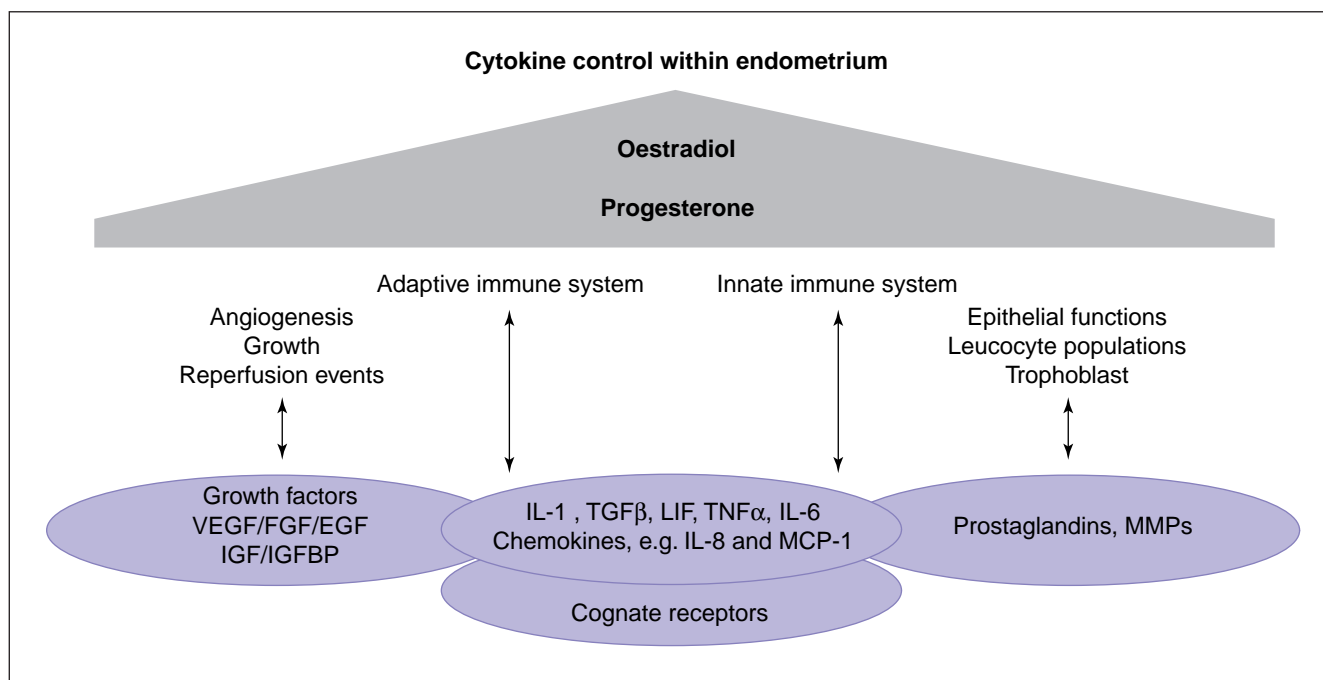 Cytokine control within endometrium
Oestradiol
Progesterone
Adaptive immune system
Innate immune system
Angiogenesis
Growth
Reperfusion events
Epithelial functions
Leucocyte populations
Trophoblast
Growth factors
VEGF/FGF/EGF
IGF/IGFBP
IL-1 , TGFβ, LIF, TNFα, IL-6
Chemokines, e.g. IL-8 and MCP-1
Prostaglandins, MMPs
Cognate receptors